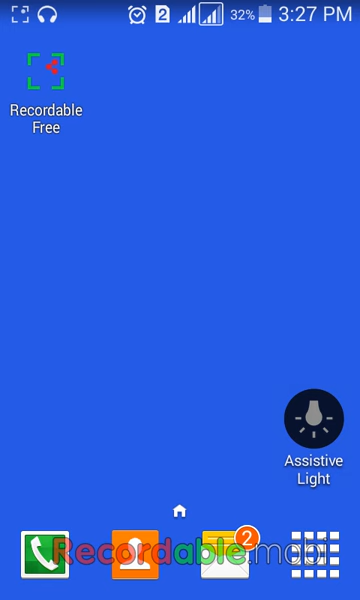 2 32% 3:27 PM
Recordable
Free
Assistive
Light
2
Recordable.mobi